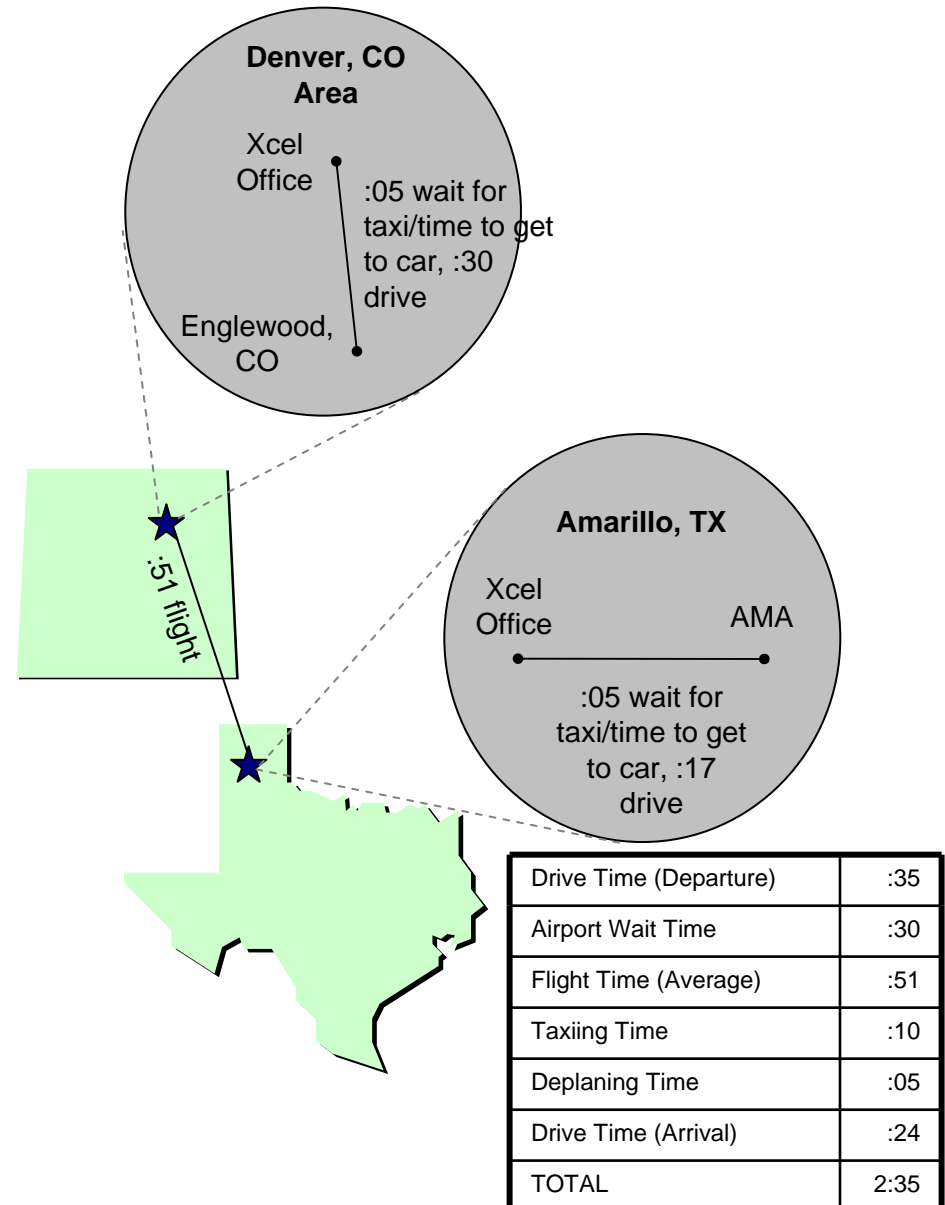 Denver, CO
Area
Xcel
Office
:05 wait for
taxi/time to get
to car, :30
drive
Englewood,
CO
:51 flight
Amarillo, TX
Xcel
Office
AMA
:05 wait for
taxi/time to get
to car, :17
drive
Drive Time (Departure) :35
Airport Wait Time :30
Flight Time (Average) :51
Taxiing Time :10
Deplaning Time :05
Drive Time (Arrival) :24
TOTAL 2:35